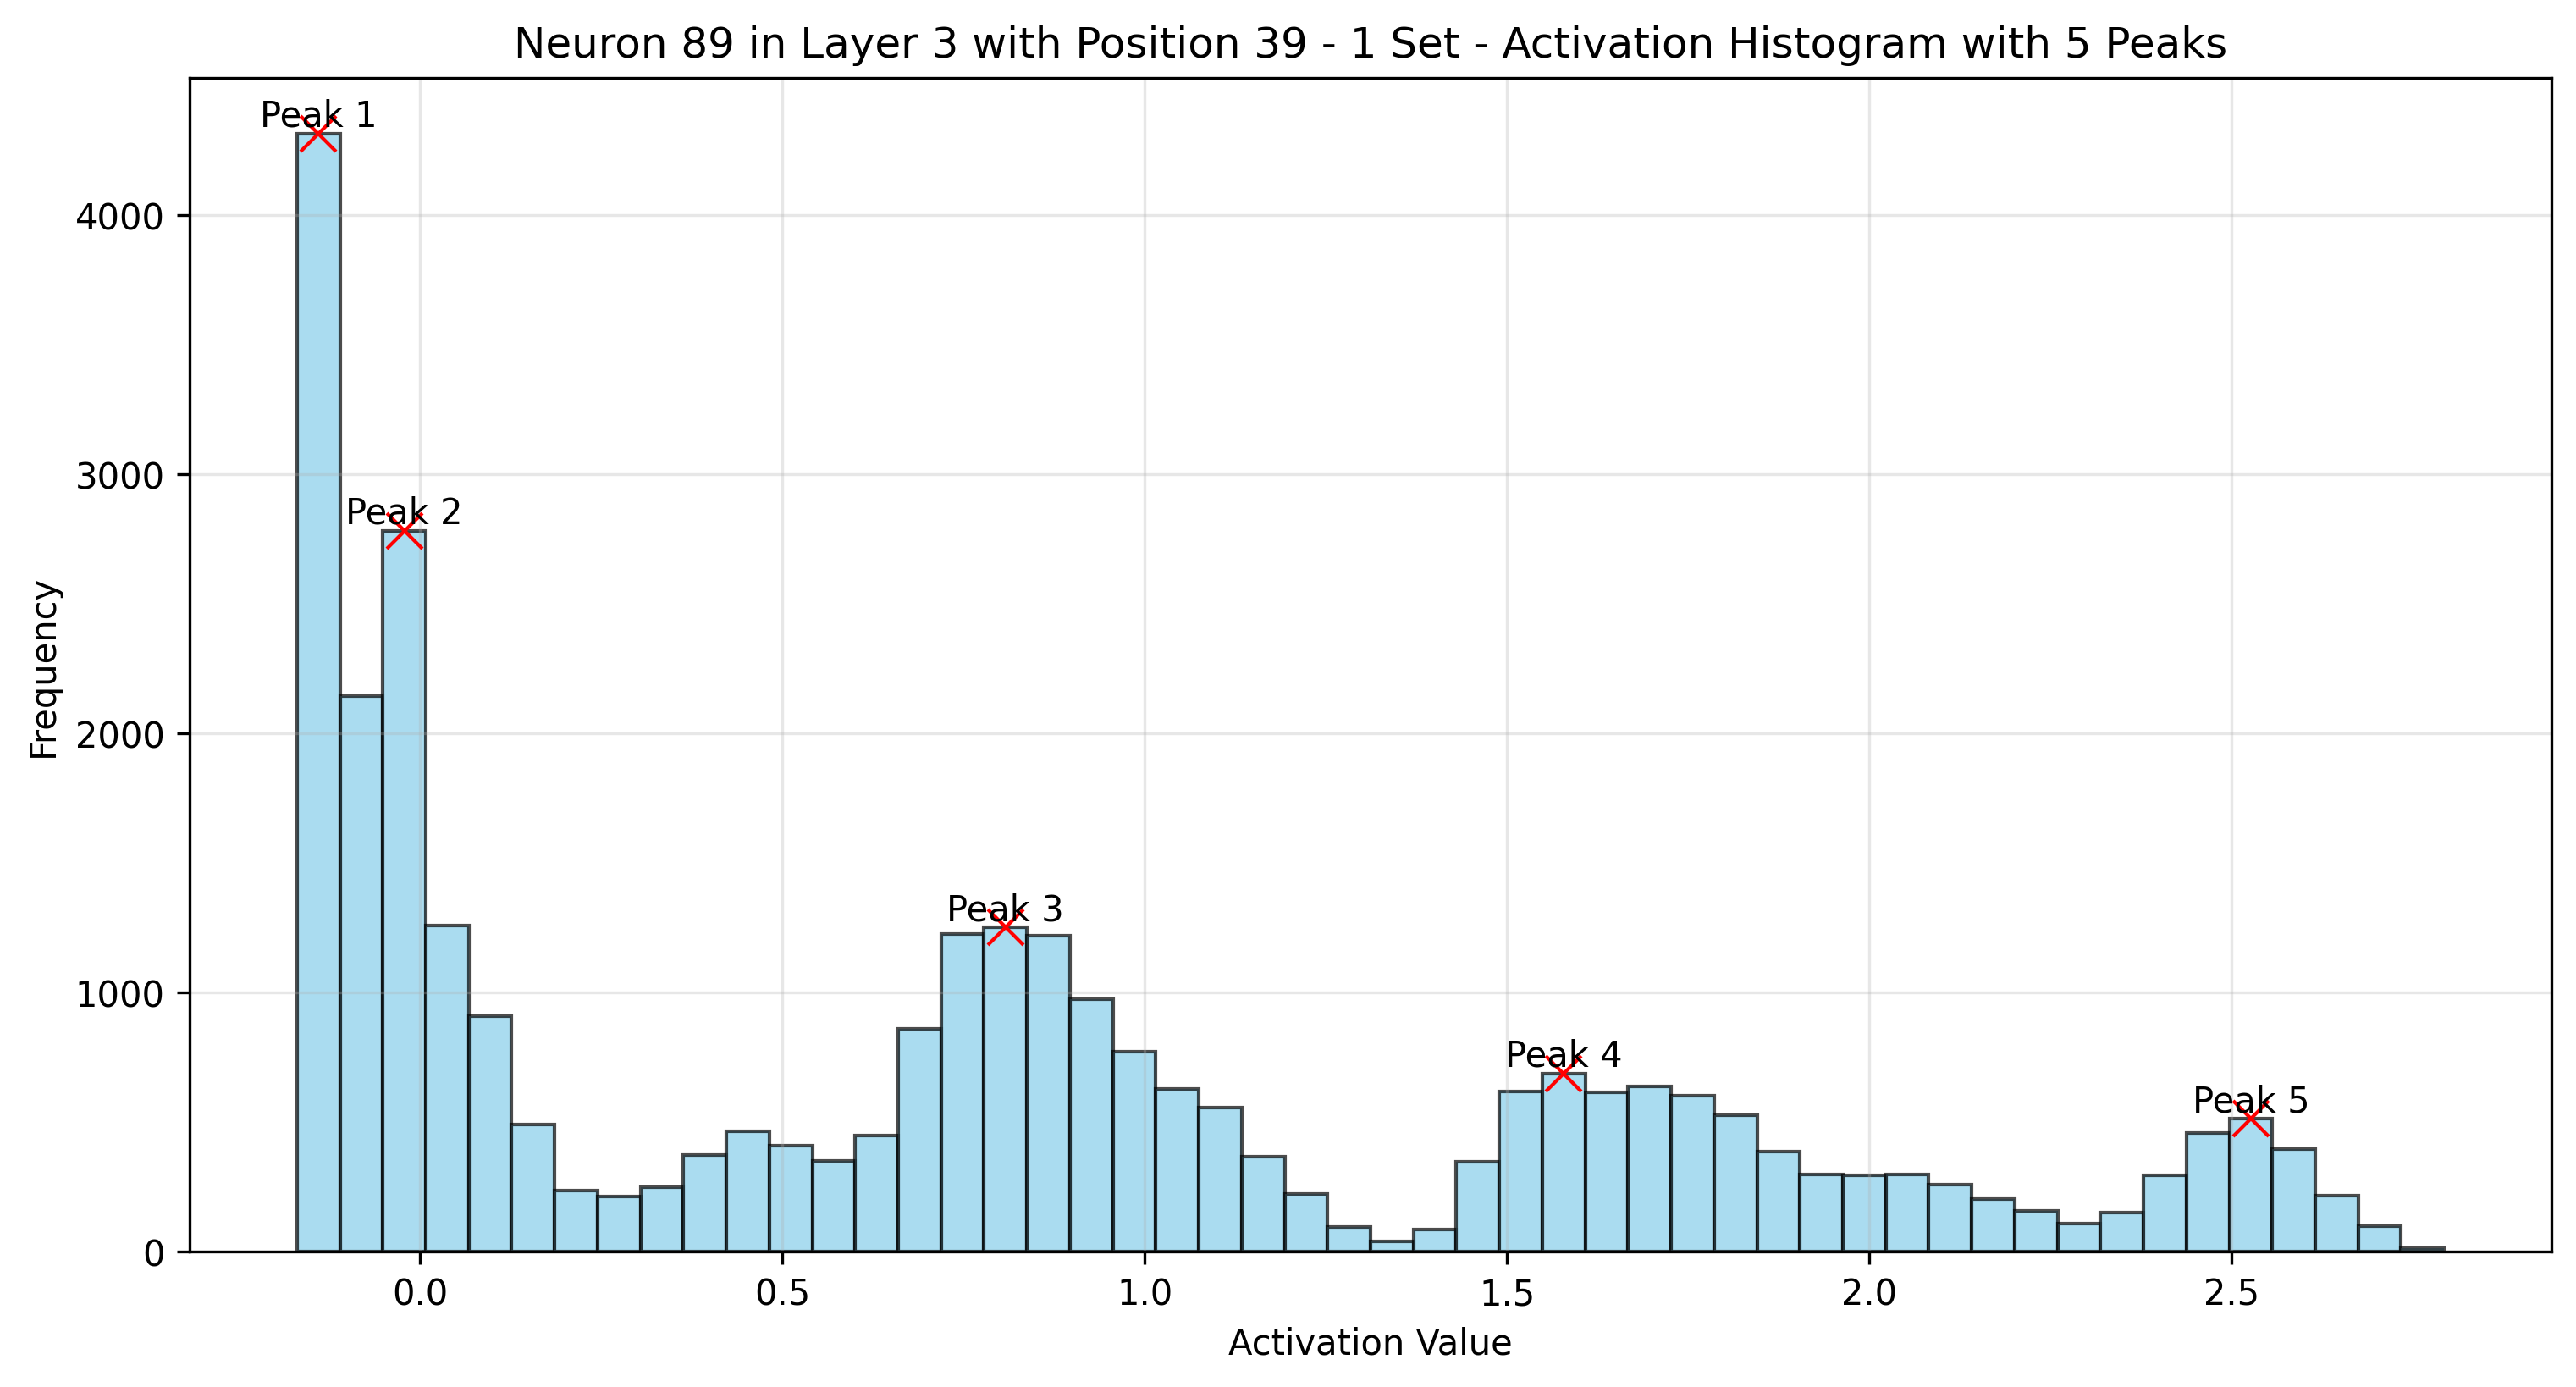 Neuron 89 in Layer 3 with Position 39 - 1 Set - Activation Histogram with 5 Peaks
Peak 1
Peak 2
Peak 3
Peak 4
Peak 5
Frequency
4000
3000
2000
1000
0
0.0 0.5 1.0 1.5 2.0 2.5
Activation Value